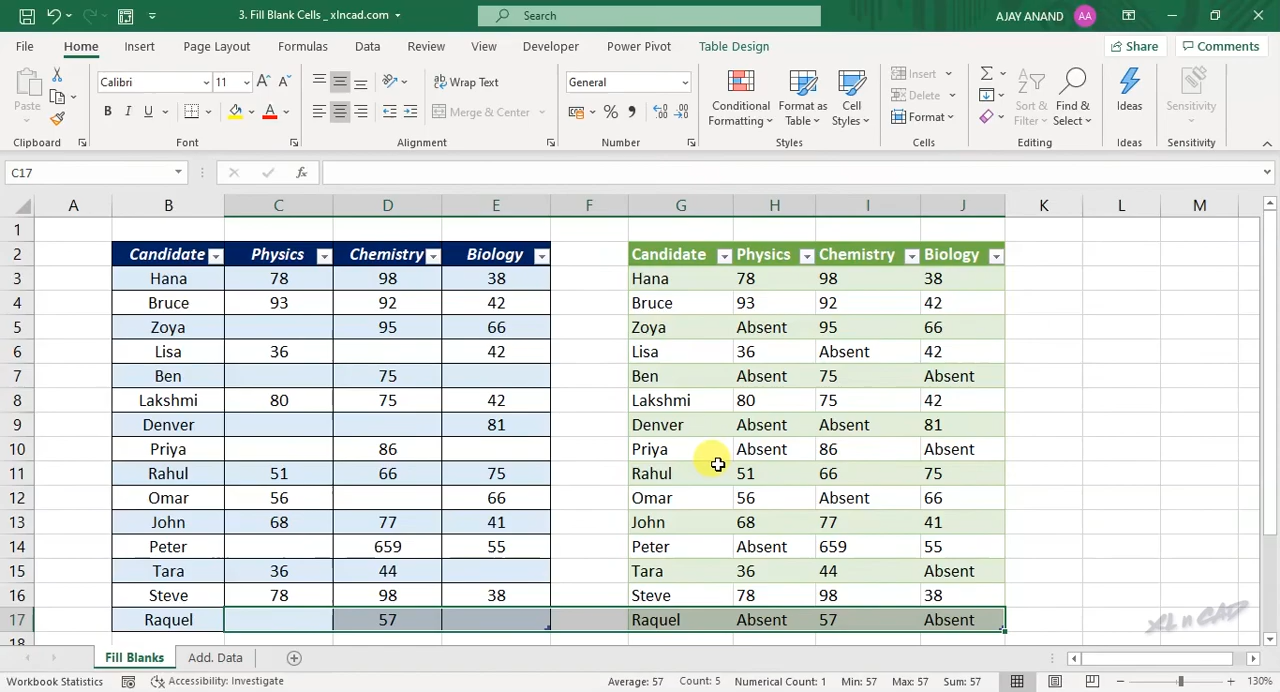 3. Fill Blank Cells _ xlncad.com
Search
AJAY ANAND AA
File Home Insert Page Layout Formulas Data Review View Developer Power Pivot Table Design Share Comments
Paste
Clipboard
Calibri 11
B I U
Font
Wrap Text
Merge & Center
Alignment
General
Number
Conditional Formatting
Format as Table
Cell Styles
Styles
Insert
Delete
Format
Cells
Sort & Filter
Find & Select
Editing
Ideas
Ideas
Sensitivity
Sensitivity
C17 fx
A B C D E F G H I J K L M
1
2 Candidate Physics Chemistry Biology Candidate Physics Chemistry Biology
3 Hana 78 98 38 Hana 78 98 38
4 Bruce 93 92 42 Bruce 93 92 42
5 Zoya 95 66 Zoya Absent 95 66
6 Lisa 36 42 Lisa 36 Absent 42
7 Ben 75 Ben Absent 75 Absent
8 Lakshmi 80 75 42 Lakshmi 80 75 42
9 Denver 81 Denver Absent Absent 81
10 Priya 86 Priya Absent 86 Absent
11 Rahul 51 66 75 Rahul 51 66 75
12 Omar 56 66 Omar 56 Absent 66
13 John 68 77 41 John 68 77 41
14 Peter 659 55 Peter Absent 659 55
15 Tara 36 44 Tara 36 44 Absent
16 Steve 78 98 38 Steve 78 98 38
17 Raquel 57 Raquel Absent 57 Absent
18
XL n CAD
Fill Blanks Add. Data
Workbook Statistics Accessibility: Investigate Average: 57 Count: 5 Numerical Count: 1 Min: 57 Max: 57 Sum: 57 130%